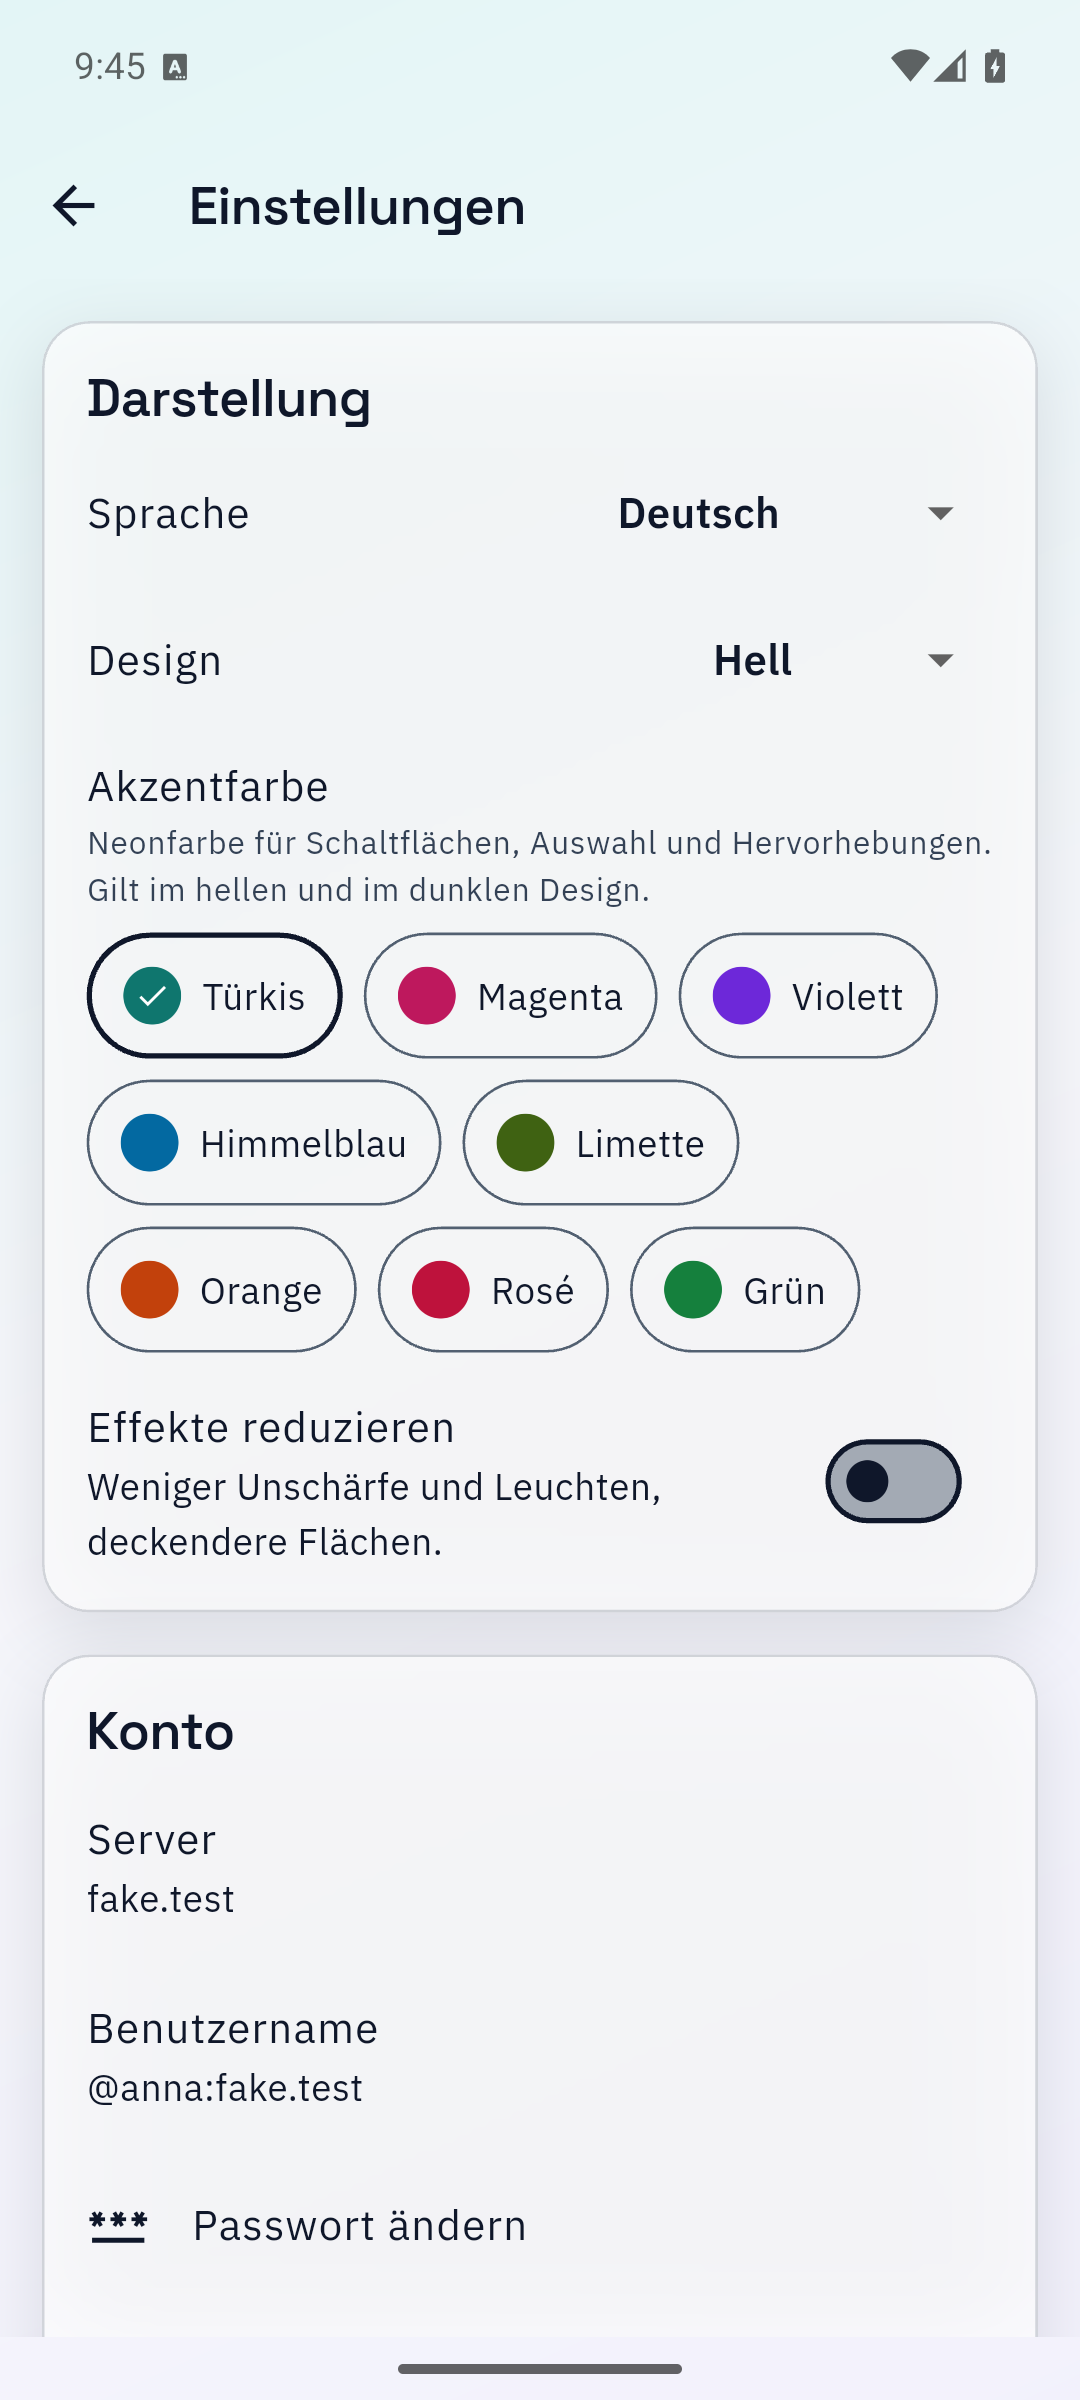 9:45
Einstellungen
Darstellung
Sprache Deutsch
Design Hell
Akzentfarbe
Neonfarbe für Schaltflächen, Auswahl und Hervorhebungen.
Gilt im hellen und im dunklen Design.
Türkis Magenta Violett
Himmelblau Limette
Orange Rosé Grün
Effekte reduzieren
Weniger Unschärfe und Leuchten,
deckendere Flächen.
Konto
Server
fake.test
Benutzername
@anna:fake.test
Passwort ändern